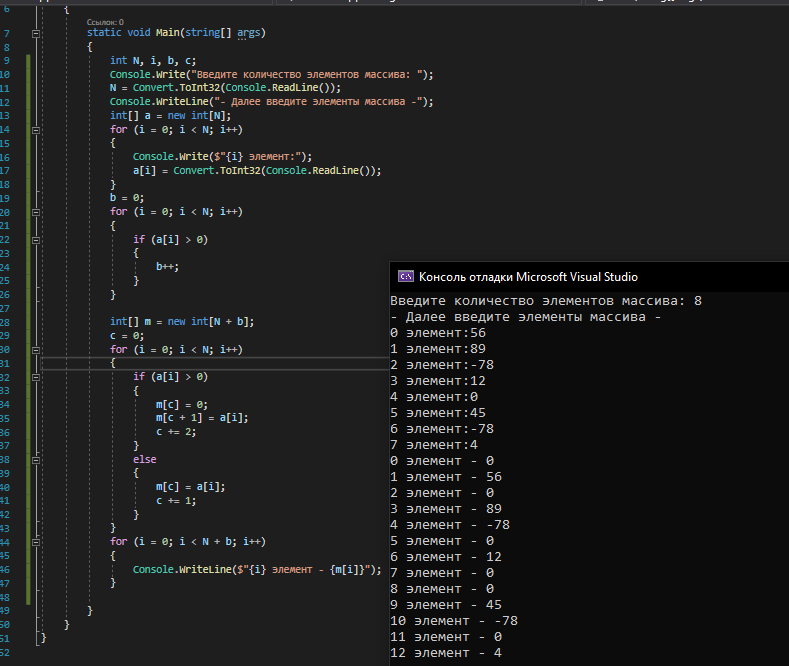 6 {
Ссылок: 0
7 static void Main(string[] args)
8 {
9 int N, i, b, c;
10 Console.Write("Введите количество элементов массива: ");
11 N = Convert.ToInt32(Console.ReadLine());
12 Console.WriteLine("- Далее введите элементы массива -");
13 int[] a = new int[N];
14 for (i = 0; i < N; i++)
15 {
16 Console.Write($"{i} элемент:");
17 a[i] = Convert.ToInt32(Console.ReadLine());
18 }
19 b = 0;
20 for (i = 0; i < N; i++)
21 {
22 if (a[i] > 0)
23 {
24 b++;
25 }
26 }
27
28 int[] m = new int[N + b];
29 c = 0;
30 for (i = 0; i < N; i++)
31 {
32 if (a[i] > 0)
33 {
34 m[c] = 0;
35 m[c + 1] = a[i];
36 c += 2;
37 }
38 else
39 {
40 m[c] = a[i];
41 c += 1;
42 }
43 }
44 for (i = 0; i < N + b; i++)
45 {
46 Console.WriteLine($"{i} элемент - {m[i]}");
47 }
48
49 }
50 }
51 }
52
Консоль отладки Microsoft Visual Studio
Введите количество элементов массива: 8
- Далее введите элементы массива -
0 элемент:56
1 элемент:89
2 элемент:-78
3 элемент:12
4 элемент:0
5 элемент:45
6 элемент:-78
7 элемент:4
0 элемент - 0
1 элемент - 56
2 элемент - 0
3 элемент - 89
4 элемент - -78
5 элемент - 0
6 элемент - 12
7 элемент - 0
8 элемент - 0
9 элемент - 45
10 элемент - -78
11 элемент - 0
12 элемент - 4